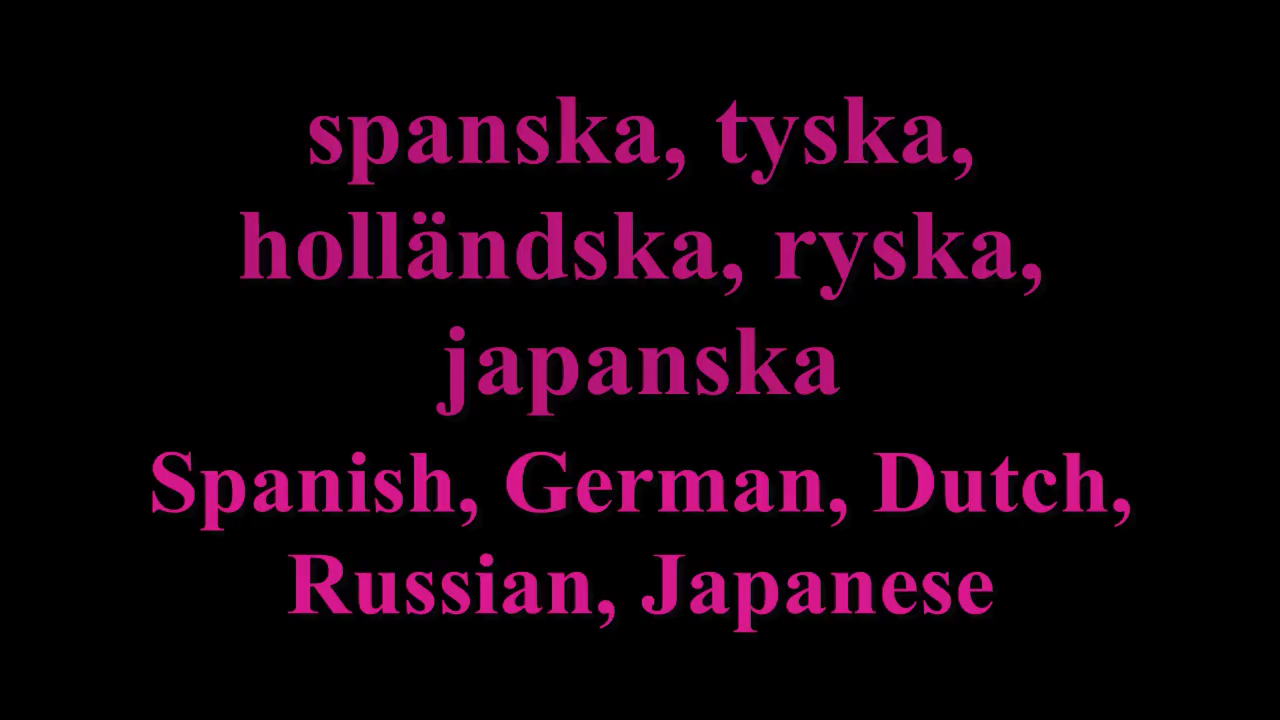 spanska, tyska,
holländska, ryska,
japanska
Spanish, German, Dutch,
Russian, Japanese